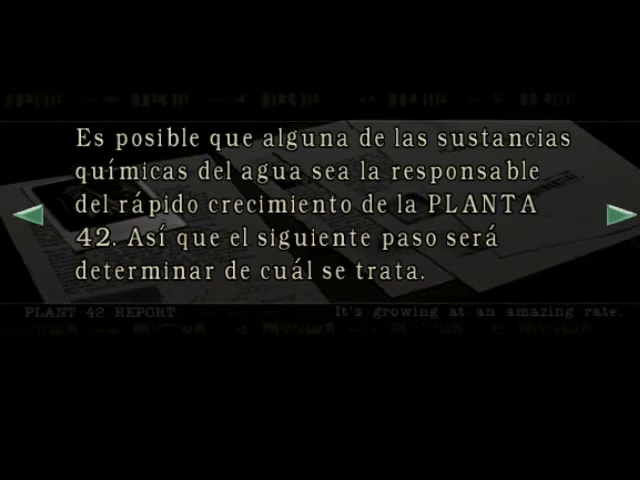 Es posible que alguna de las sustancias
químicas del agua sea la responsable
del rápido crecimiento de la PLANTA
42. Así que el siguiente paso será
determinar de cuál se trata.
PLANT 42 REPORT
It's growing at an amazing rate.